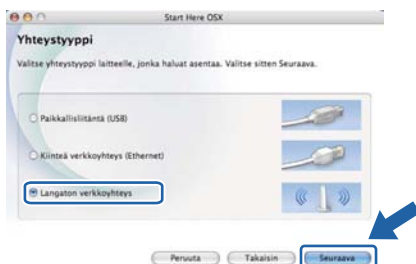 Start Here OSX
Yhteystyyppi
Valitse yhteystyyppi laitteelle, jonka haluat asentaa. Valitse sitten Seuraava.
Paikallisliitäntä (USB)
Kiinteä verkkoyhteys (Ethernet)
Langaton verkkoyhteys
Peruuta Takaisin Seuraava